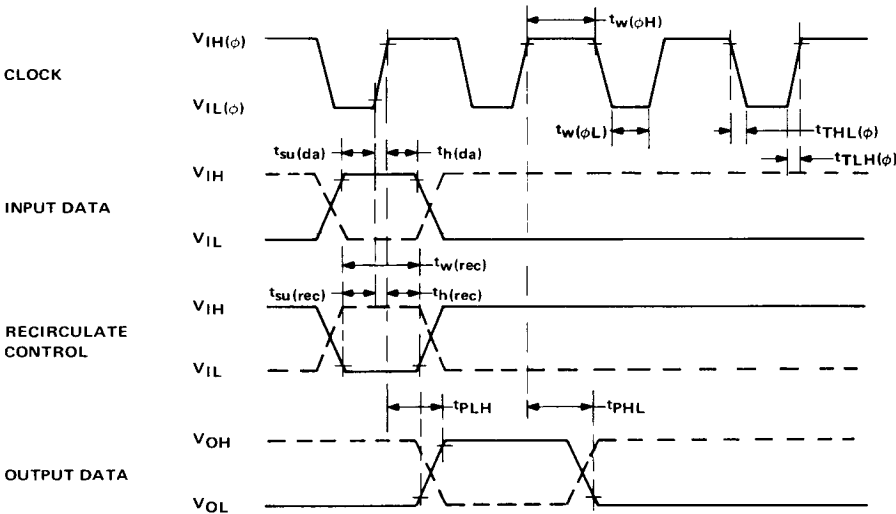 tw(ϕH)
VIH(ϕ)
CLOCK
VIL(ϕ)
tw(ϕL)
tTHL(ϕ)
tsu(da)
th(da)
tTLH(ϕ)
VIH
INPUT DATA
VIL
tw(rec)
tsu(rec)
th(rec)
VIH
RECIRCULATE
CONTROL
VIL
tPLH
tPHL
VOH
OUTPUT DATA
VOL